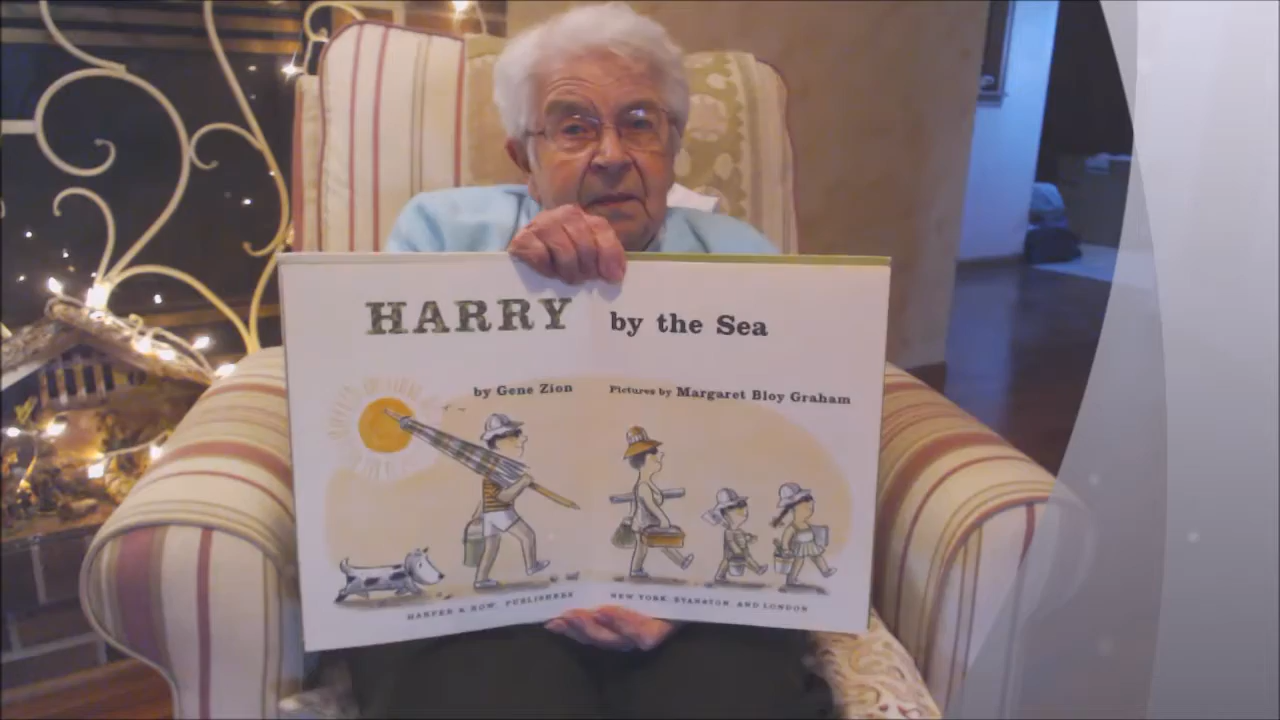 HARRY by the Sea
by Gene Zion Pictures by Margaret Bloy Graham
HARPER & ROW, PUBLISHERS NEW YORK, EVANSTON, AND LONDON